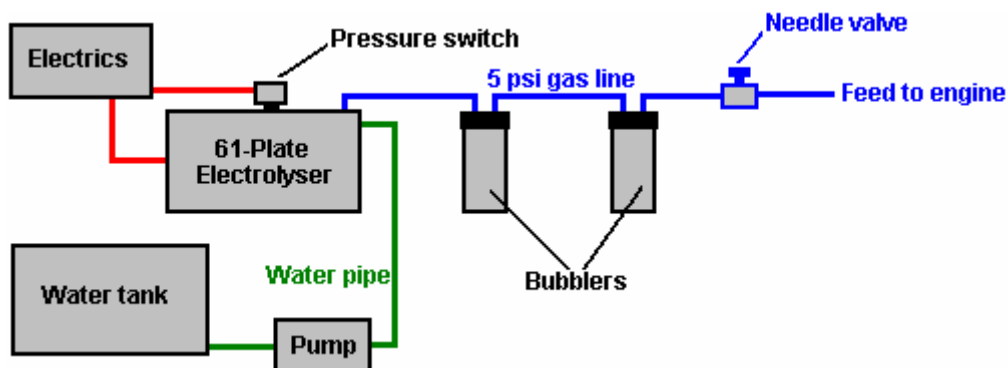 Electrics
Pressure switch
Needle valve
5 psi gas line
Feed to engine
61-Plate
Electrolyser
Water pipe
Bubblers
Water tank
Pump